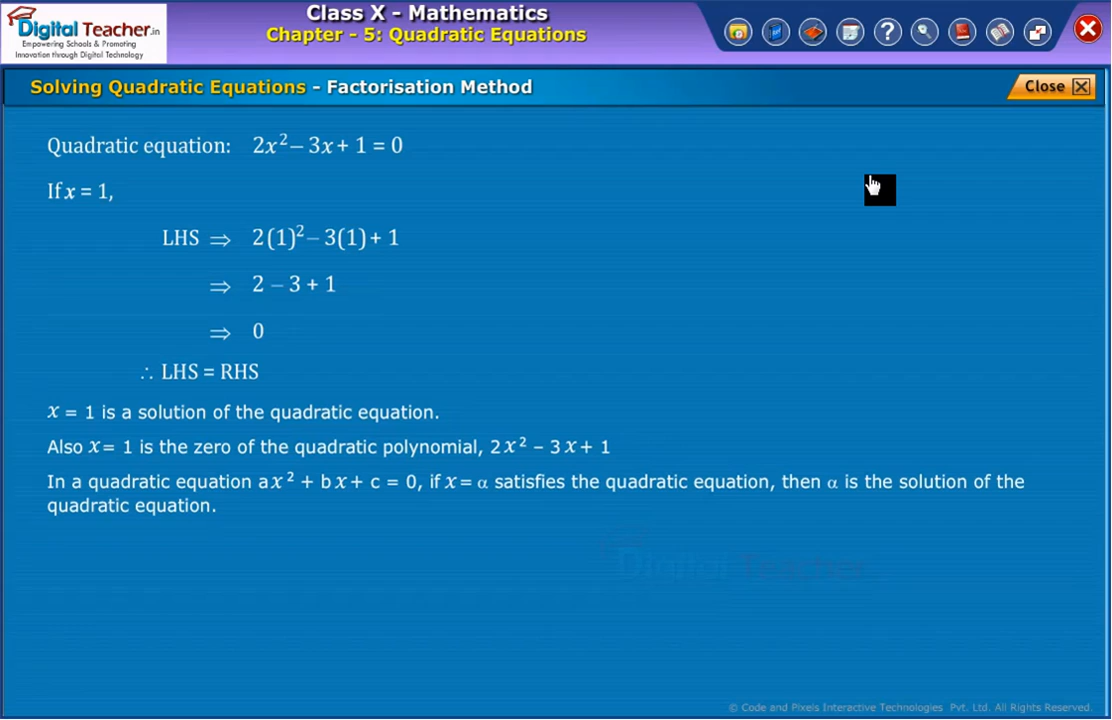 Digital Teacher.in
Empowering Schools & Promoting
Innovation through Digital Technology
Class X - Mathematics
Chapter - 5: Quadratic Equations
Solving Quadratic Equations - Factorisation Method
Close
Quadratic equation: 2x² – 3x + 1 = 0
If x = 1,
LHS ⇒ 2(1)² – 3(1) + 1
⇒ 2 – 3 + 1
⇒ 0
∴ LHS = RHS
x = 1 is a solution of the quadratic equation.
Also x = 1 is the zero of the quadratic polynomial, 2x² – 3x + 1
In a quadratic equation ax² + bx + c = 0, if x = α satisfies the quadratic equation, then α is the solution of the
quadratic equation.
Digital Teacher
© Code and Pixels Interactive Technologies Pvt. Ltd. All Rights Reserved.